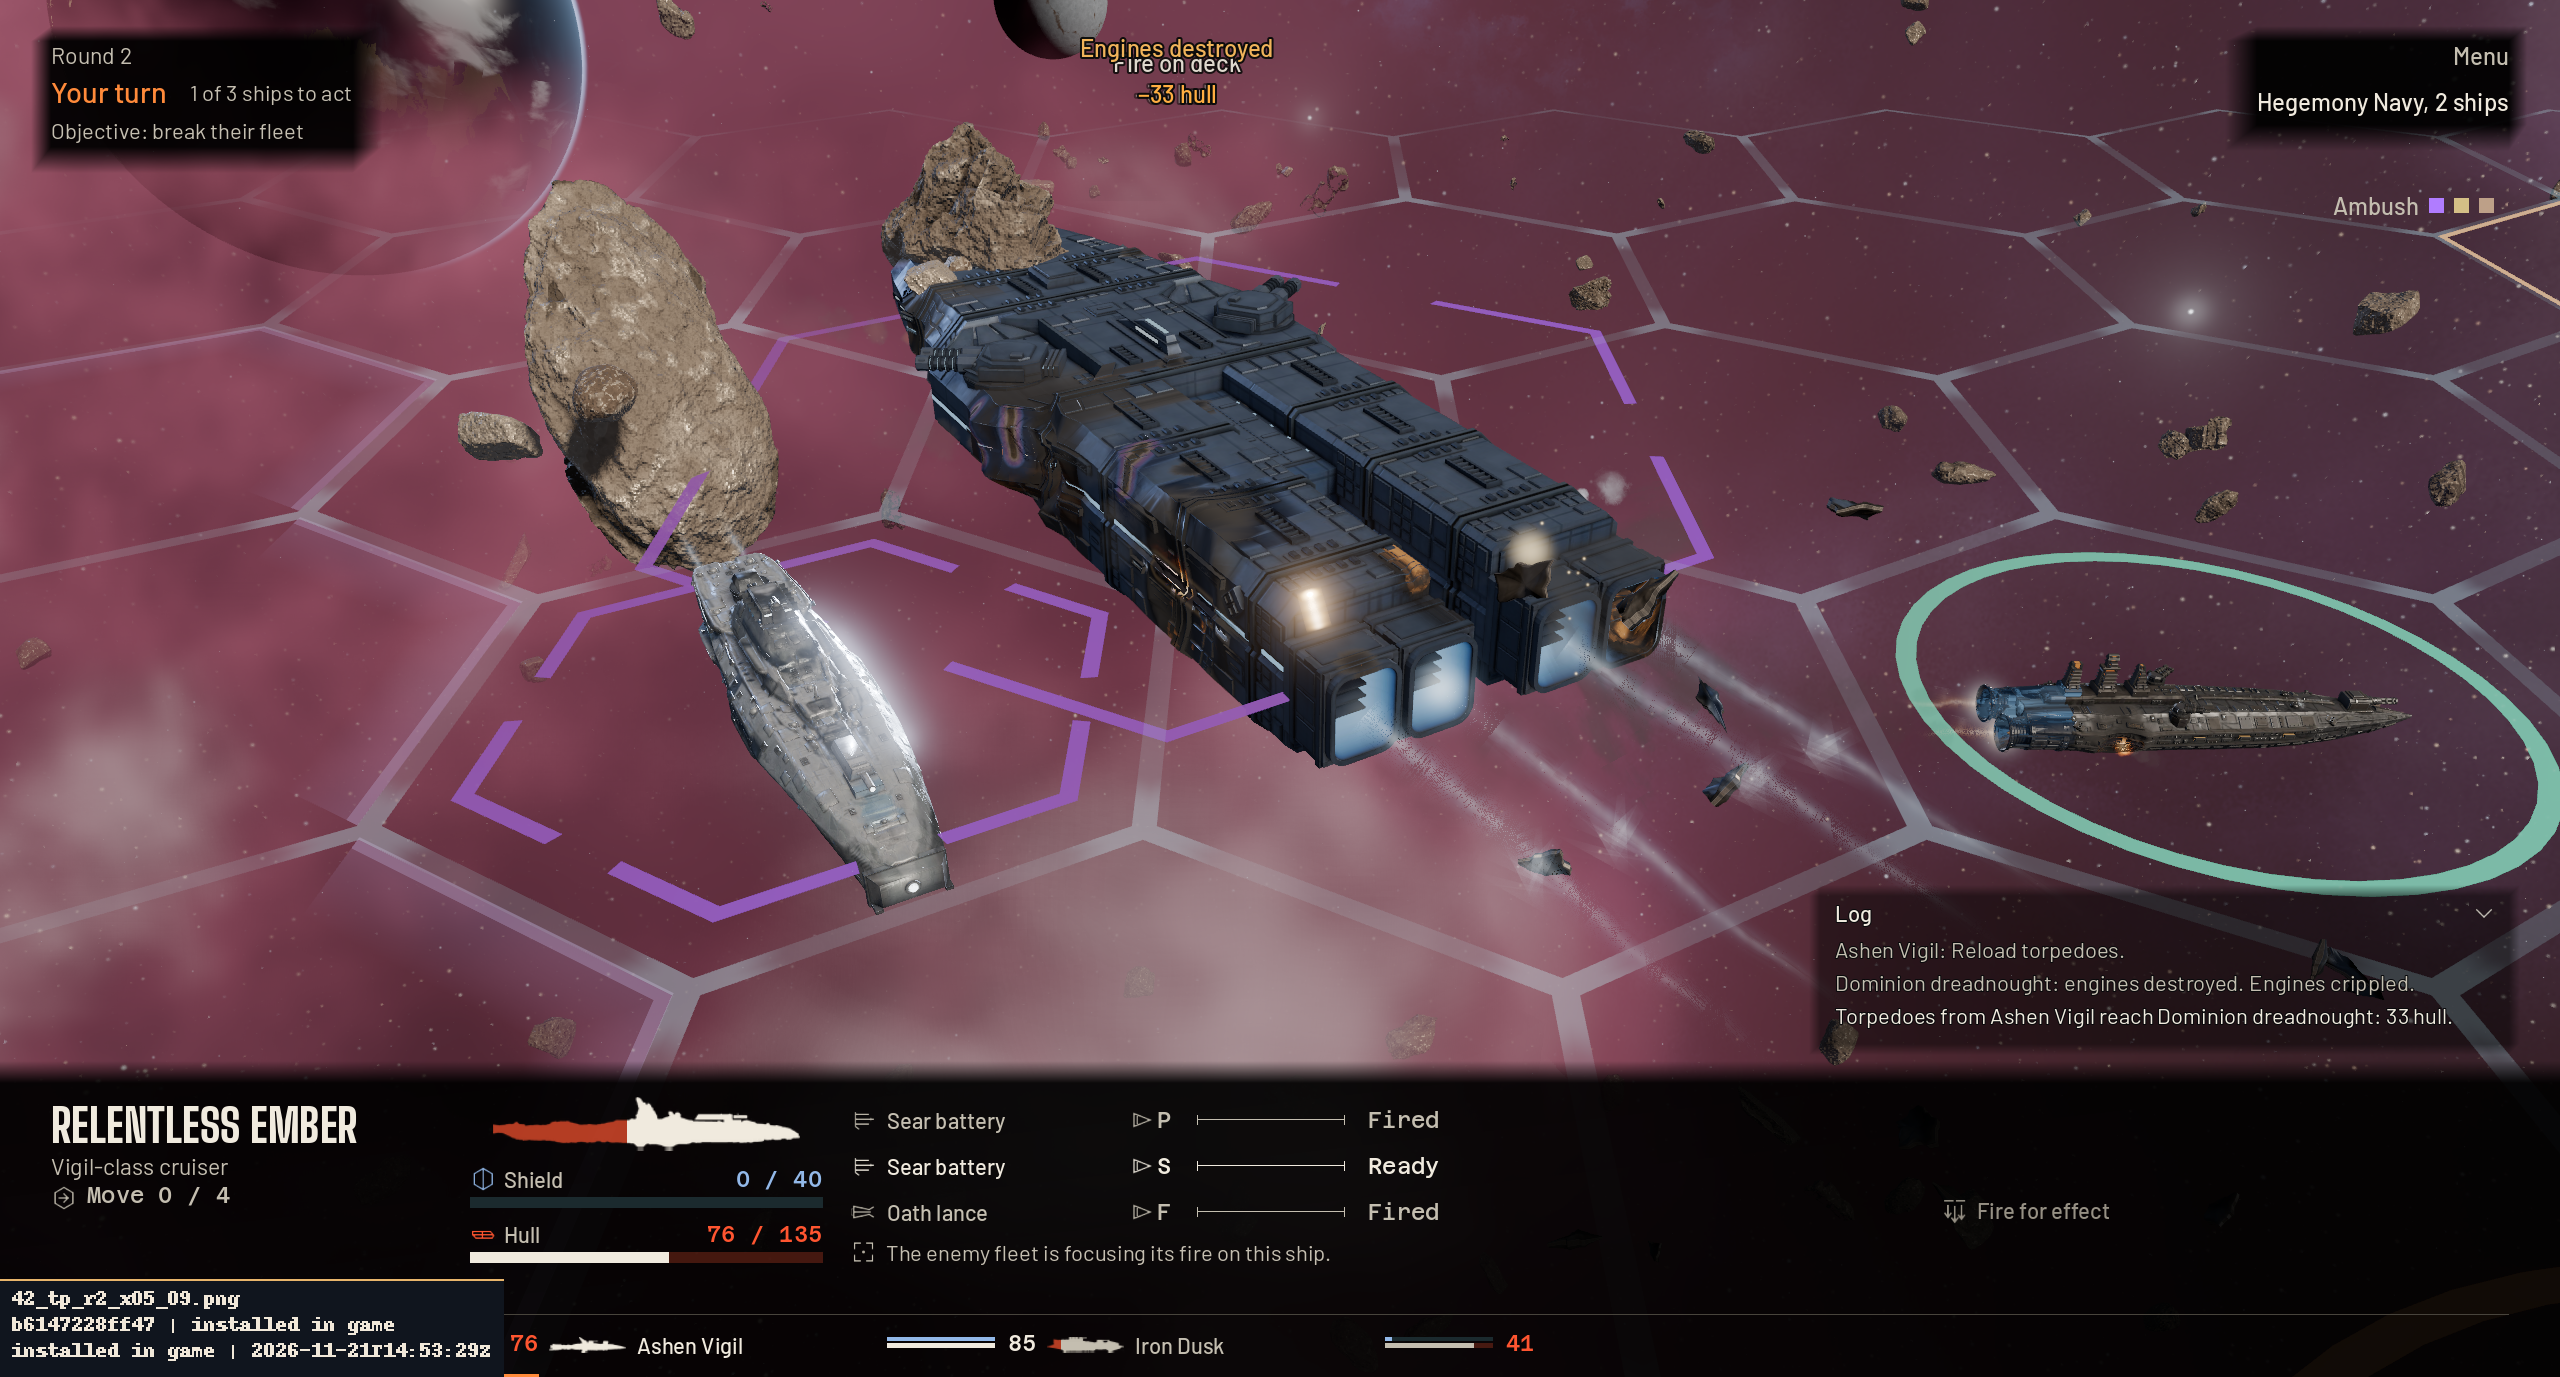 Round 2
Your turn 1 of 3 ships to act
Objective: break their fleet
Engines destroyed
Fire on deck
–33 hull
Menu
Hegemony Navy, 2 ships
Ambush
Log
Ashen Vigil: Reload torpedoes.
Dominion dreadnought: engines destroyed. Engines crippled.
Torpedoes from Ashen Vigil reach Dominion dreadnought: 33 hull.
RELENTLESS EMBER
Vigil-class cruiser
Move 0 / 4
Shield 0 / 40
Hull 76 / 135
Sear battery P Fired
Sear battery S Ready
Oath lance F Fired
The enemy fleet is focusing its fire on this ship.
Fire for effect
42_tp_r2_x05_09.png
b6147228ff47 | installed in game
installed in game | 2026-11-21r14:53:29z
76 Ashen Vigil 85 Iron Dusk 41